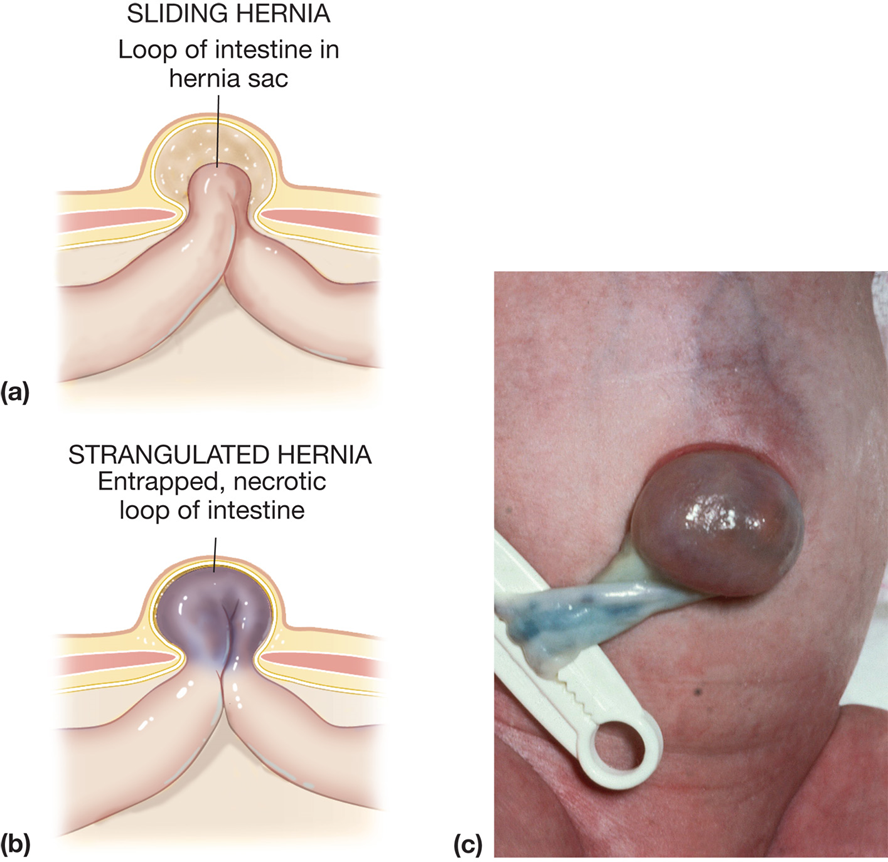 SLIDING HERNIA
Loop of intestine in
hernia sac
(a)
STRANGULATED HERNIA
Entrapped, necrotic
loop of intestine
(b)
(c)